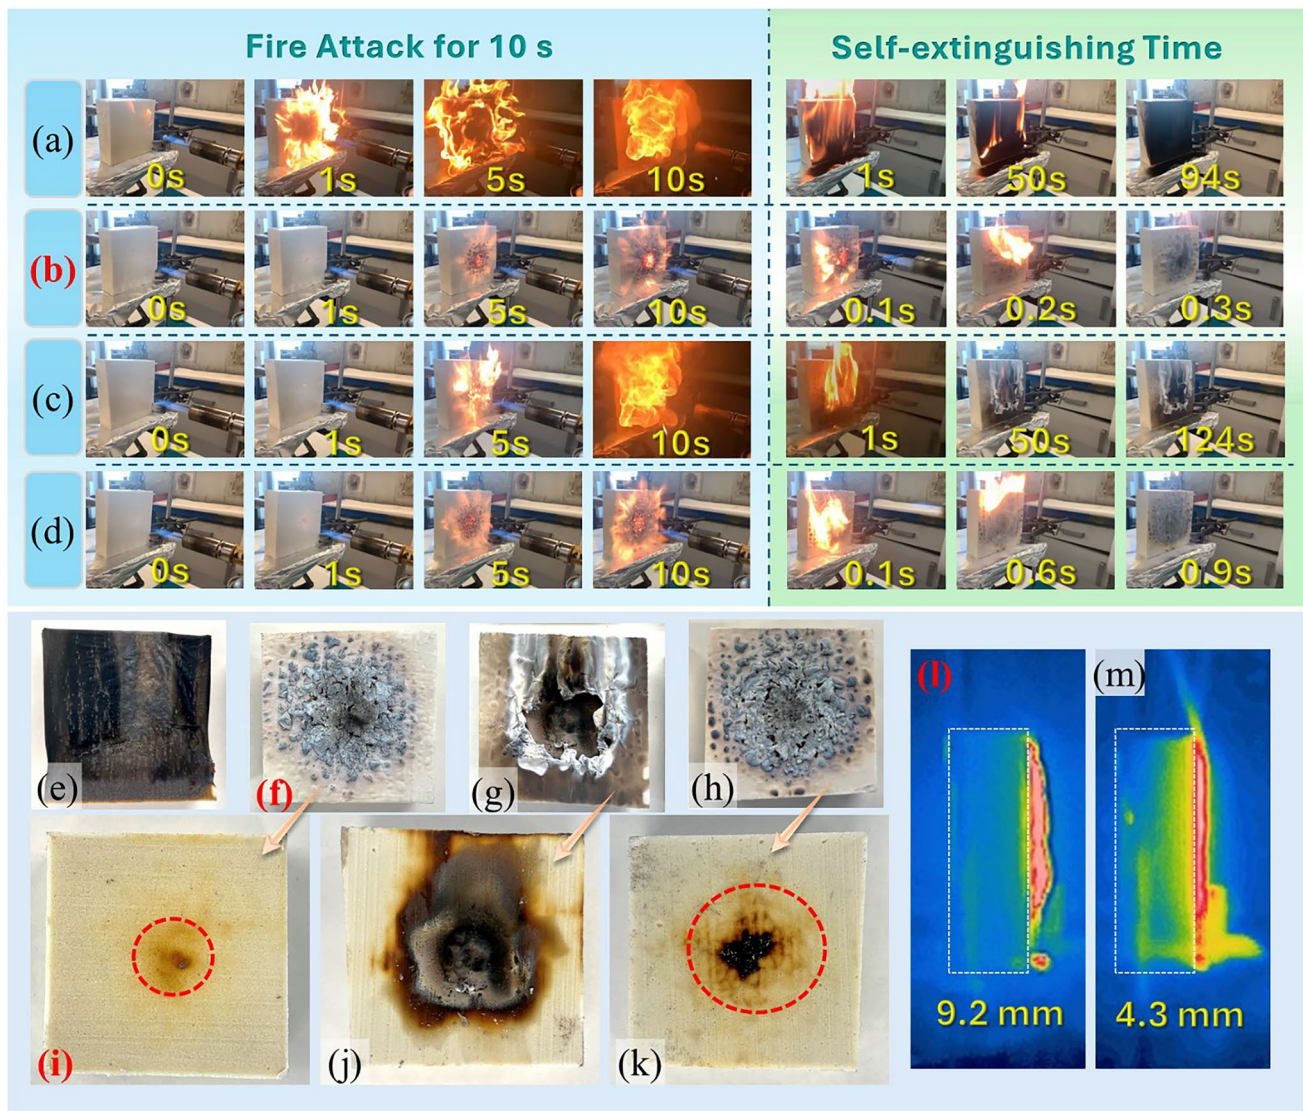 Fire Attack for 10 s
Self-extinguishing Time
(a)
0s
1s
5s
10s
1s
50s
94s
(b)
0s
1s
5s
10s
0.1s
0.2s
0.3s
(c)
0s
1s
5s
10s
1s
50s
124s
(d)
0s
1s
5s
10s
0.1s
0.6s
0.9s
(e)
(f)
(g)
(h)
(i)
(j)
(k)
(l)
(m)
9.2 mm
4.3 mm